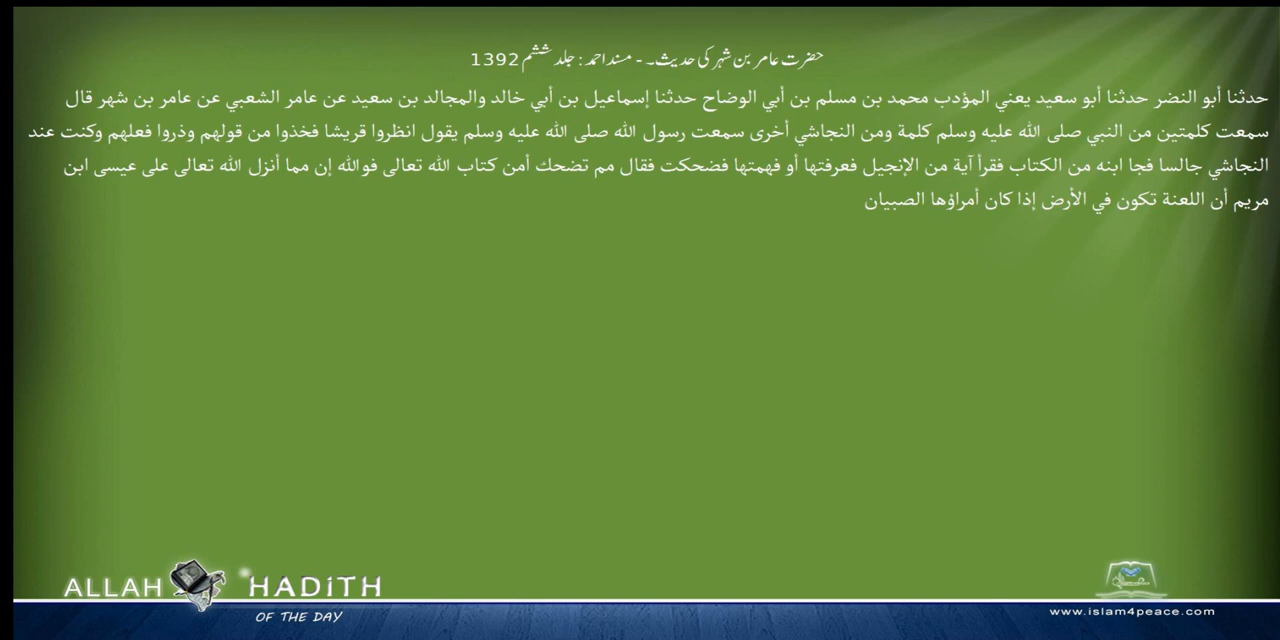 حضرت عامر بن شہر کی حدیث۔ - مسند احمد : جلد ششم 1392
حدثنا أبو النضر حدثنا أبو سعيد يعني المؤدب محمد بن مسلم بن أبي الوضاح حدثنا إسماعيل بن أبي خالد والمجالد بن سعيد عن عامر الشعبي عن عامر بن شهر قال
سمعت كلمتين من النبي صلى الله عليه وسلم كلمة ومن النجاشي أخرى سمعت رسول الله صلى الله عليه وسلم يقول انظروا قريشا فخذوا من قولهم وذروا فعلهم وكنت عند
النجاشي جالسا فجا ابنه من الكتاب فقرأ آية من الإنجيل فعرفتها أو فهمتها فضحكت فقال مم تضحك أمن كتاب الله تعالى فوالله إن مما أنزل الله تعالى على عيسى ابن
مريم أن اللعنة تكون في الأرض إذا كان أمراؤها الصبيان
ALLAH HADiTH
OF THE DAY
www.islam4peace.com